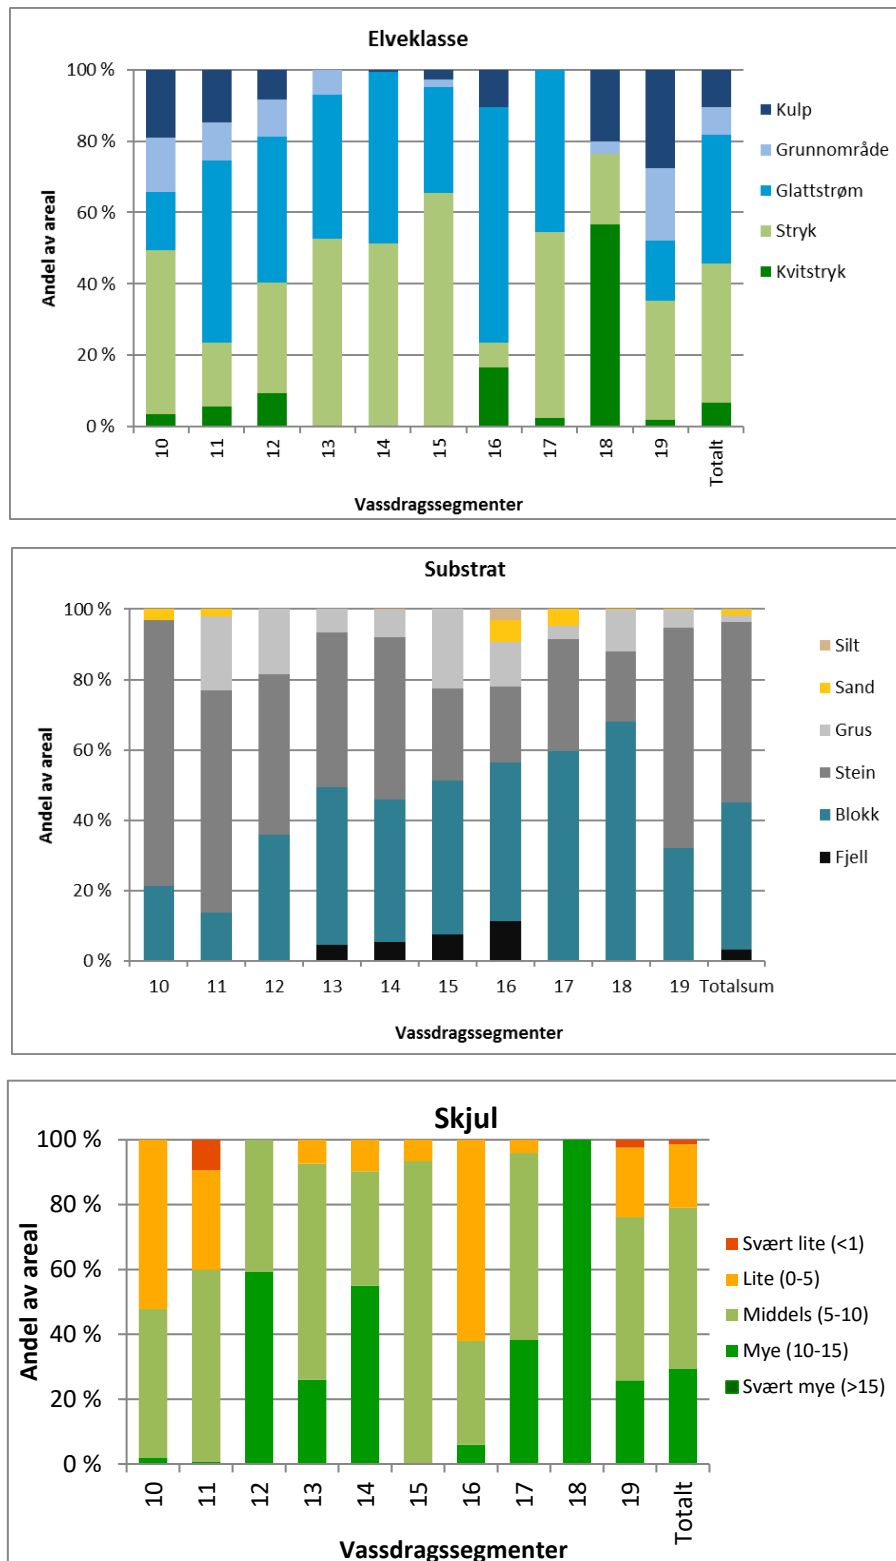 Elveklasse
100 %
80 %
60 %
40 %
20 %
0 %
Andel av areal
10 11 12 13 14 15 16 17 18 19 Totalt
Vassdragssegmenter
Kulp
Grunnområde
Glattstrøm
Stryk
Kvitstryk
Substrat
100 %
80 %
60 %
40 %
20 %
0 %
Andel av areal
10 11 12 13 14 15 16 17 18 19 Totalsum
Vassdragssegmenter
Silt
Sand
Grus
Stein
Blokk
Fjell
Skjul
100 %
80 %
60 %
40 %
20 %
0 %
Andel av areal
10 11 12 13 14 15 16 17 18 19 Totalt
Vassdragssegmenter
Svært lite (<1)
Lite (0-5)
Middels (5-10)
Mye (10-15)
Svært mye (>15)